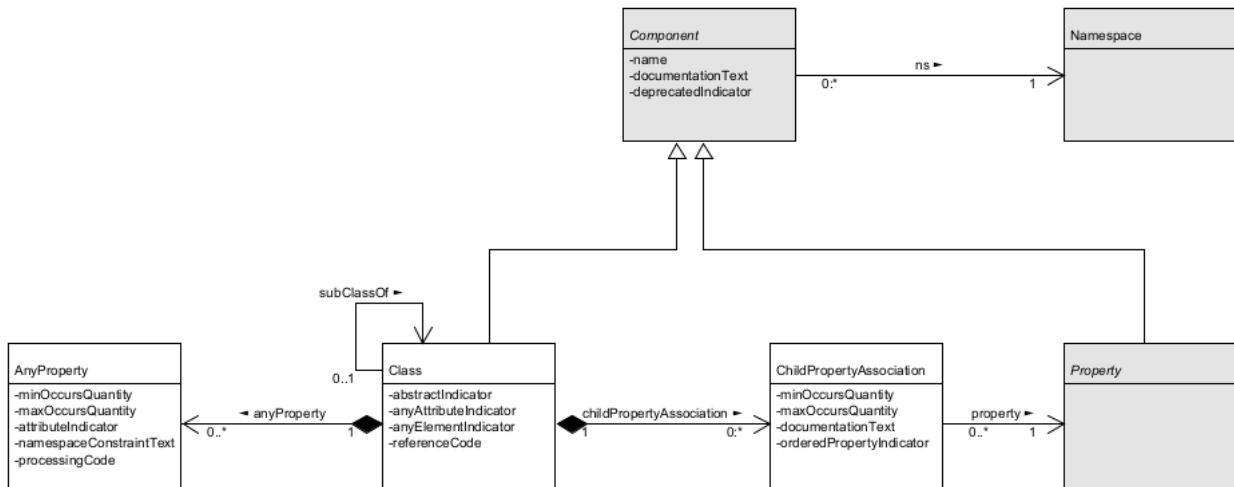 Component
-name
-documentationText
-deprecatedIndicator
ns ►
0:*
1
Namespace
subClassOf ►
0..1
AnyProperty
-minOccursQuantity
-maxOccursQuantity
-attributeIndicator
-namespaceConstraintText
-processingCode
◄ anyProperty
0..*
1
Class
-abstractIndicator
-anyAttributeIndicator
-anyElementIndicator
-referenceCode
childPropertyAssociation ►
1
0:*
ChildPropertyAssociation
-minOccursQuantity
-maxOccursQuantity
-documentationText
-orderedPropertyIndicator
property ►
0..*
1
Property